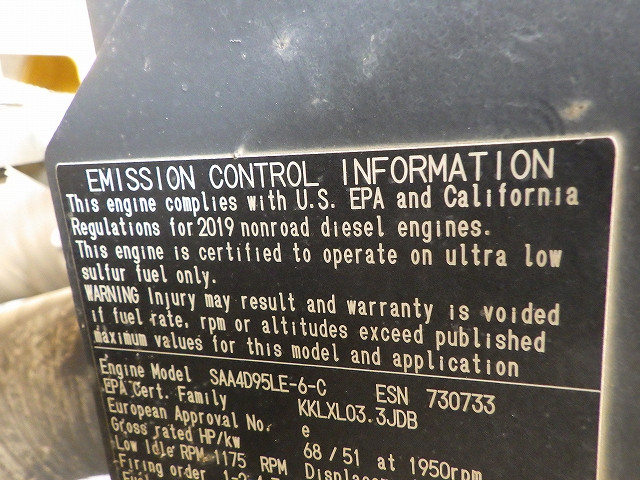 EMISSION CONTROL INFORMATION
This engine complies with U.S. EPA and California
Regulations for 2019 nonroad diesel engines.
This engine is certified to operate on ultra low
sulfur fuel only.
WARNING Injury may result and warranty is voided
if fuel rate, rpm or altitudes exceed published
maximum values for this model and application
Engine Model SAA4D95LE-6-C ESN 730733
EPA Cert. Family KKLXL03.3JDB
European Approval No. e
Gross rated HP/kw 68/51 at 1950rpm
Low Idle RPM 1175 RPM
Firing order